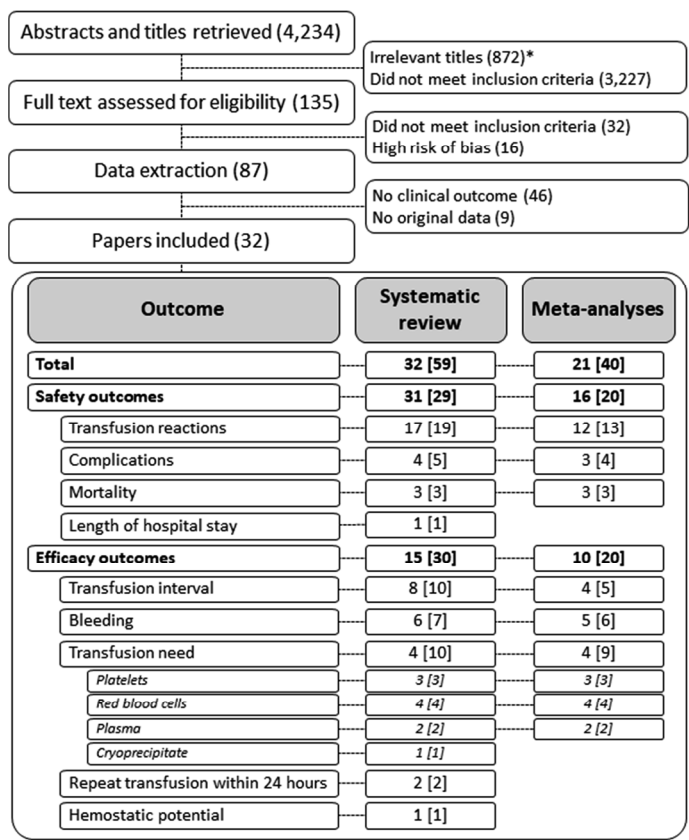 Abstracts and titles retrieved (4,234)
Irrelevant titles (872)*
Did not meet inclusion criteria (3,227)
Full text assessed for eligibility (135)
Did not meet inclusion criteria (32)
High risk of bias (16)
Data extraction (87)
No clinical outcome (46)
No original data (9)
Papers included (32)
Outcome
Systematic
review
Meta-analyses
Total 32 [59] 21 [40]
Safety outcomes 31 [29] 16 [20]
Transfusion reactions 17 [19] 12 [13]
Complications 4 [5] 3 [4]
Mortality 3 [3] 3 [3]
Length of hospital stay 1 [1]
Efficacy outcomes 15 [30] 10 [20]
Transfusion interval 8 [10] 4 [5]
Bleeding 6 [7] 5 [6]
Transfusion need 4 [10] 4 [9]
Platelets 3 [3] 3 [3]
Red blood cells 4 [4] 4 [4]
Plasma 2 [2] 2 [2]
Cryoprecipitate 1 [1]
Repeat transfusion within 24 hours 2 [2]
Hemostatic potential 1 [1]